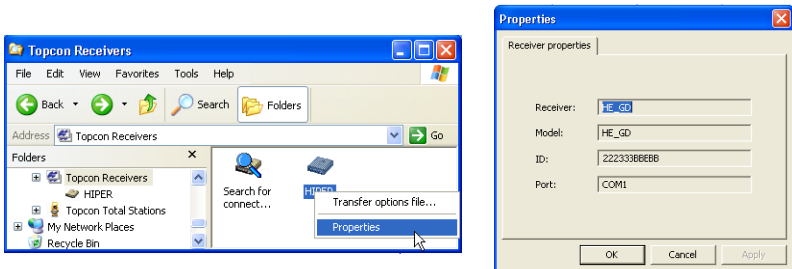 Topcon Receivers
File Edit View Favorites Tools Help
Back Search Folders
Address Topcon Receivers Go
Folders
Topcon Receivers
HIPER
Topcon Total Stations
My Network Places
Recycle Bin
Search for
connect...
HIPER
Transfer options file...
Properties
Properties
Receiver properties
Receiver: HE_GD
Model: HE_GD
ID: 222333BBEBB
Port: COM1
OK Cancel Apply